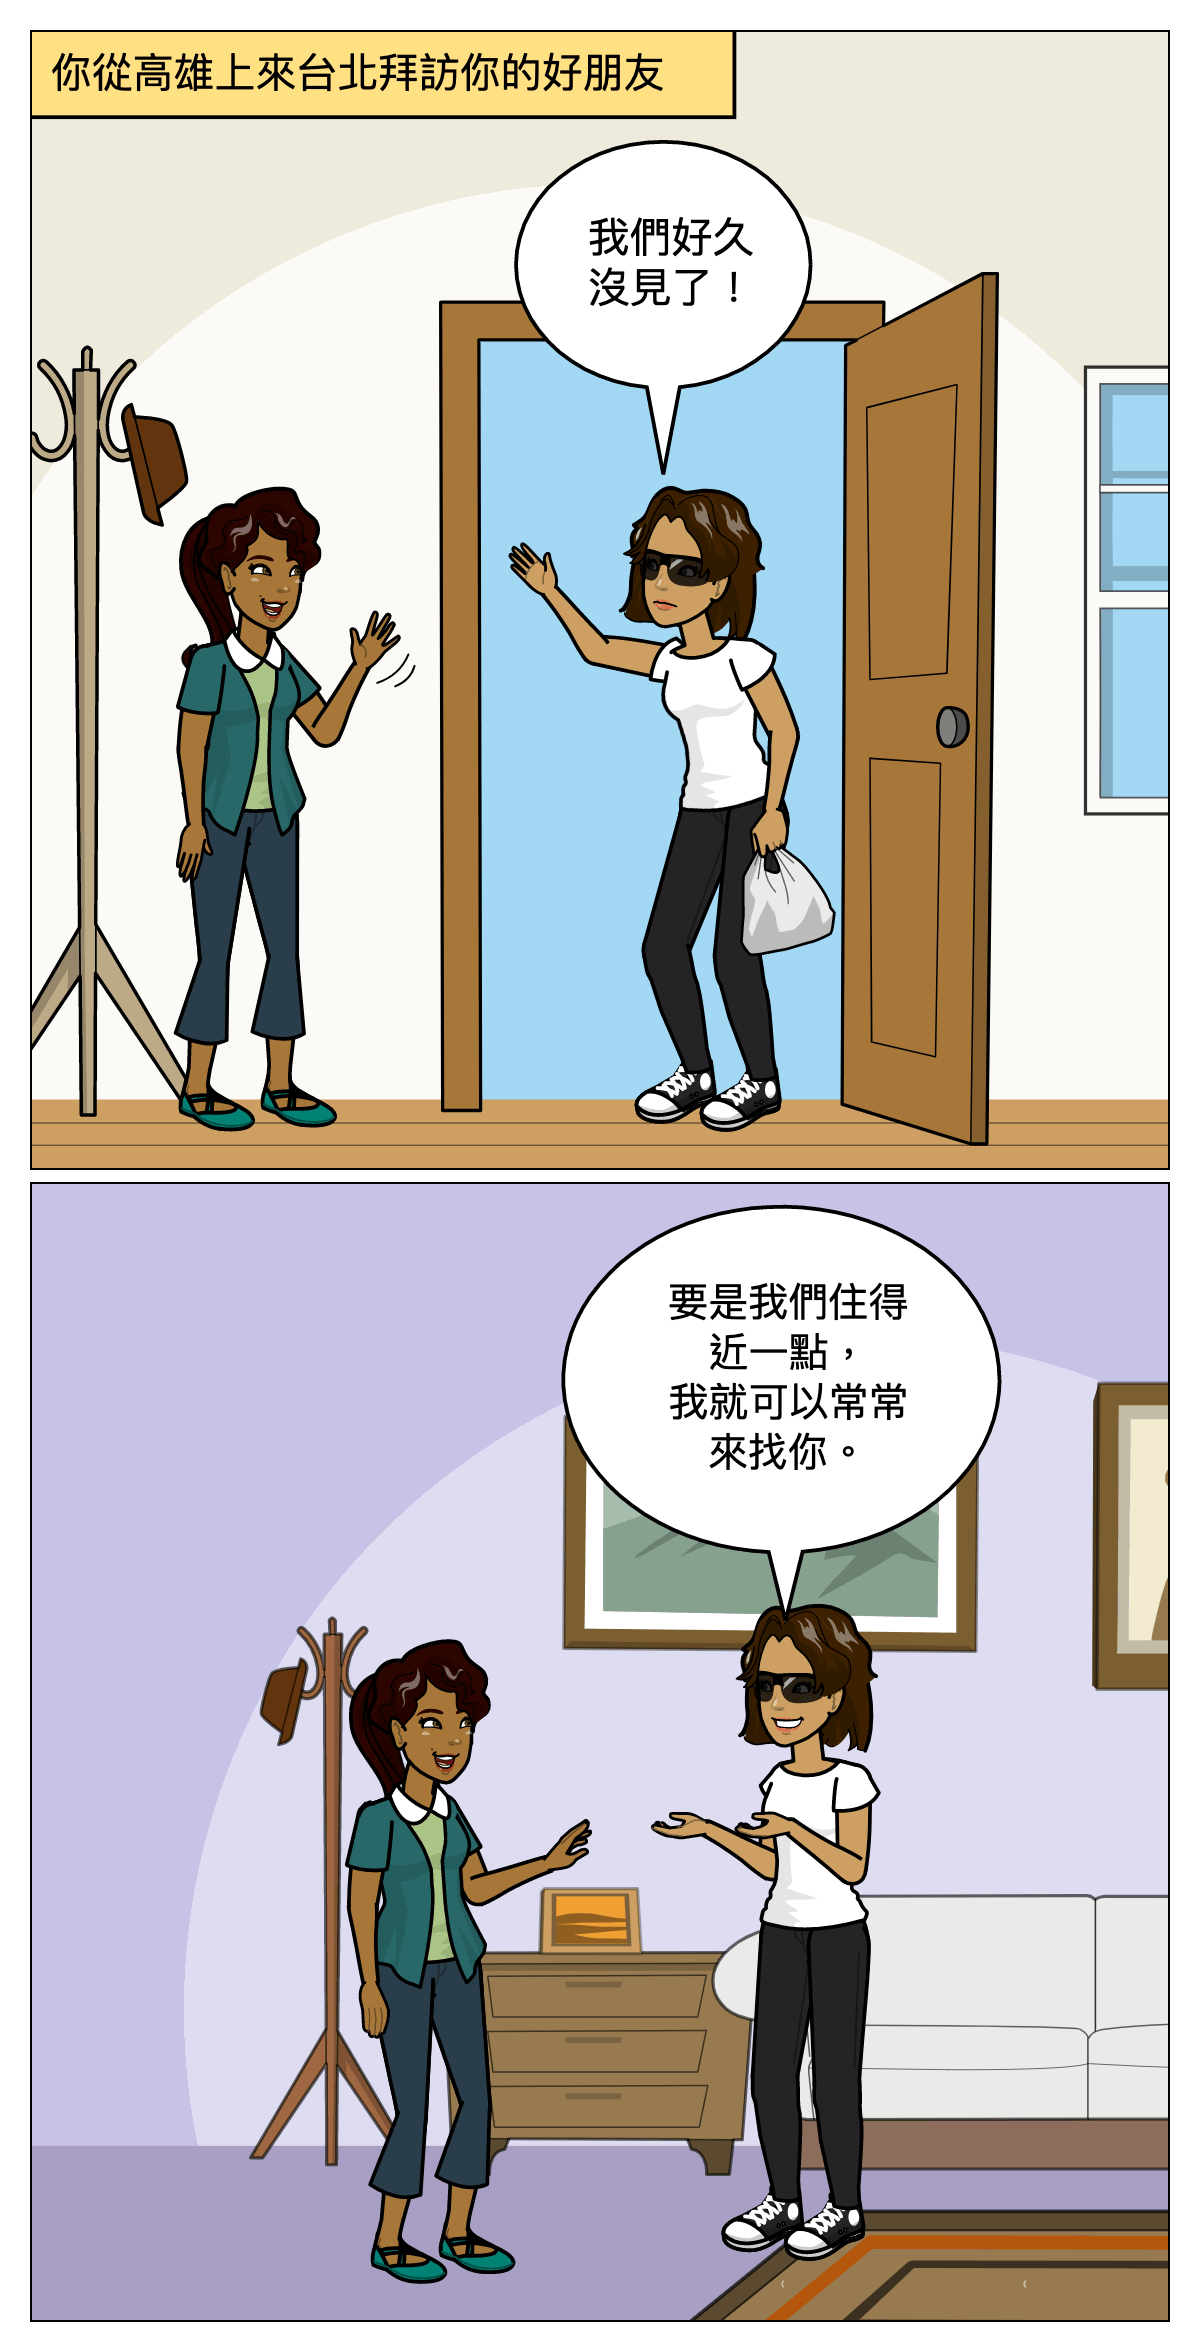 你從高雄上來台北拜訪你的好朋友
我們好久
沒見了！
要是我們住得
近一點，
我就可以常常
來找你。